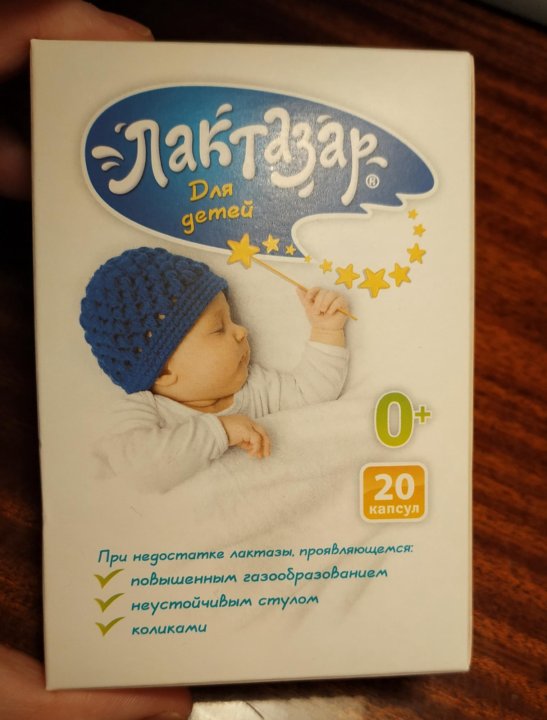 Лактазар®
Для
детей
0+
20
капсул
При недостатке лактазы, проявляющемся:
повышенным газообразованием
неустойчивым стулом
коликами